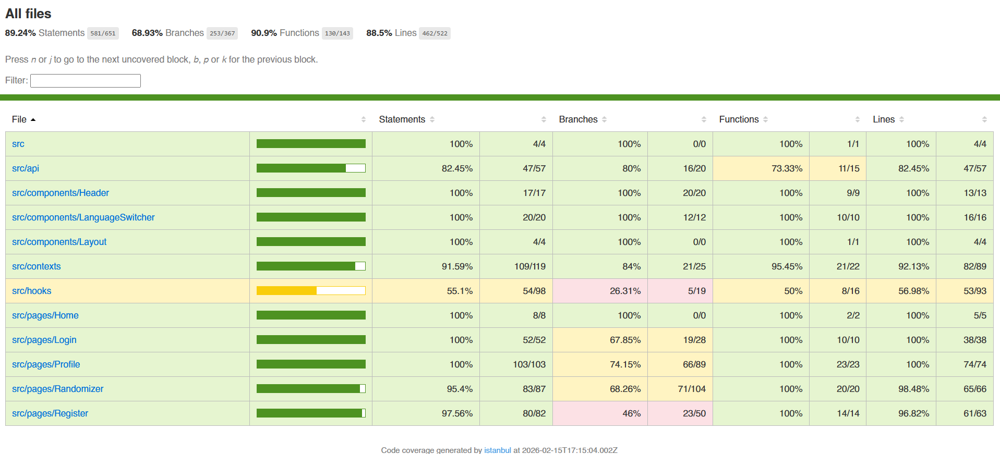 All files
89.24% Statements 581/651 68.93% Branches 253/367 90.9% Functions 130/143 88.5% Lines 462/522
Press n or j to go to the next uncovered block, b, p or k for the previous block.
Filter:
File Statements Branches Functions Lines
src 100% 4/4 100% 0/0 100% 1/1 100% 4/4
src/api 82.45% 47/57 80% 16/20 73.33% 11/15 82.45% 47/57
src/components/Header 100% 17/17 100% 20/20 100% 9/9 100% 13/13
src/components/LanguageSwitcher 100% 20/20 100% 12/12 100% 10/10 100% 16/16
src/components/Layout 100% 4/4 100% 0/0 100% 1/1 100% 4/4
src/contexts 91.59% 109/119 84% 21/25 95.45% 21/22 92.13% 82/89
src/hooks 55.1% 54/98 26.31% 5/19 50% 8/16 56.98% 53/93
src/pages/Home 100% 8/8 100% 0/0 100% 2/2 100% 5/5
src/pages/Login 100% 52/52 67.85% 19/28 100% 10/10 100% 38/38
src/pages/Profile 100% 103/103 74.15% 66/89 100% 23/23 100% 74/74
src/pages/Randomizer 95.4% 83/87 68.26% 71/104 100% 20/20 98.48% 65/66
src/pages/Register 97.56% 80/82 46% 23/50 100% 14/14 96.82% 61/63
Code coverage generated by istanbul at 2026-02-15T17:15:04.002Z